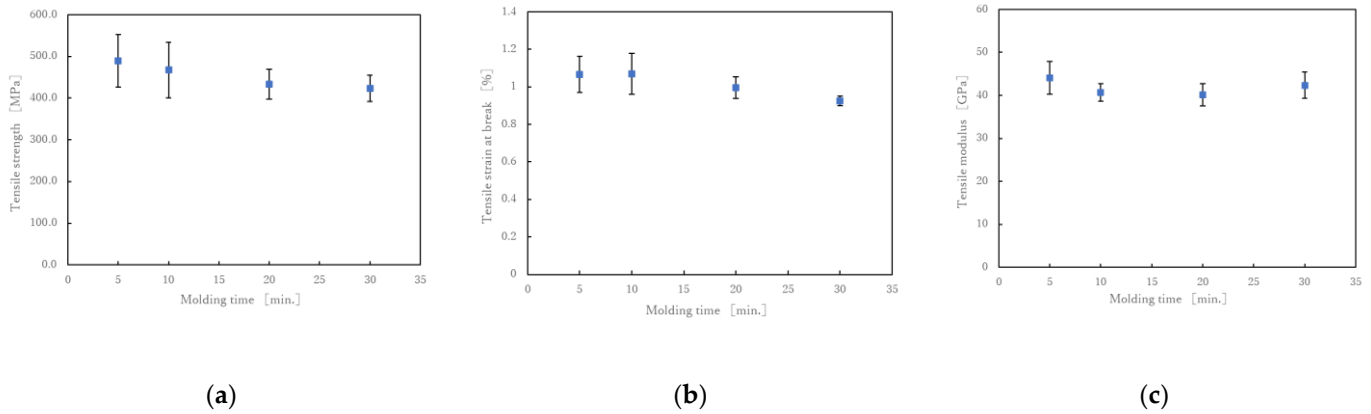 600.0
500.0
400.0
300.0
200.0
100.0
0.0
Tensile strength [MPa]
0 5 10 15 20 25 30 35
Molding time [min.]
(a)
1.4
1.2
1
0.8
0.6
0.4
0.2
0
Tensile strain at break [%]
0 5 10 15 20 25 30 35
Molding time [min.]
(b)
60
50
40
30
20
10
0
Tensile modulus [GPa]
0 5 10 15 20 25 30 35
Molding time [min.]
(c)